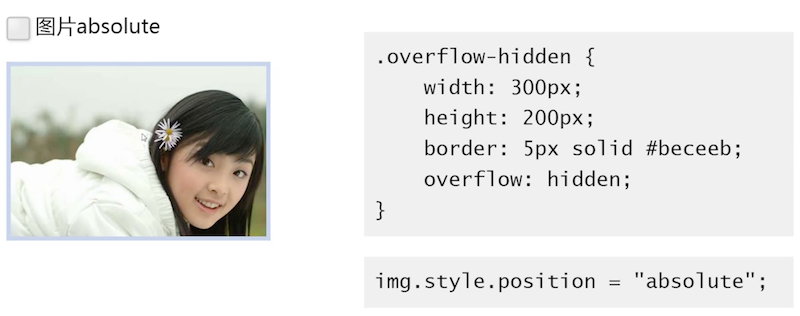 图片absolute
.overflow-hidden {
    width: 300px;
    height: 200px;
    border: 5px solid #beceeb;
    overflow: hidden;
}
img.style.position = "absolute";